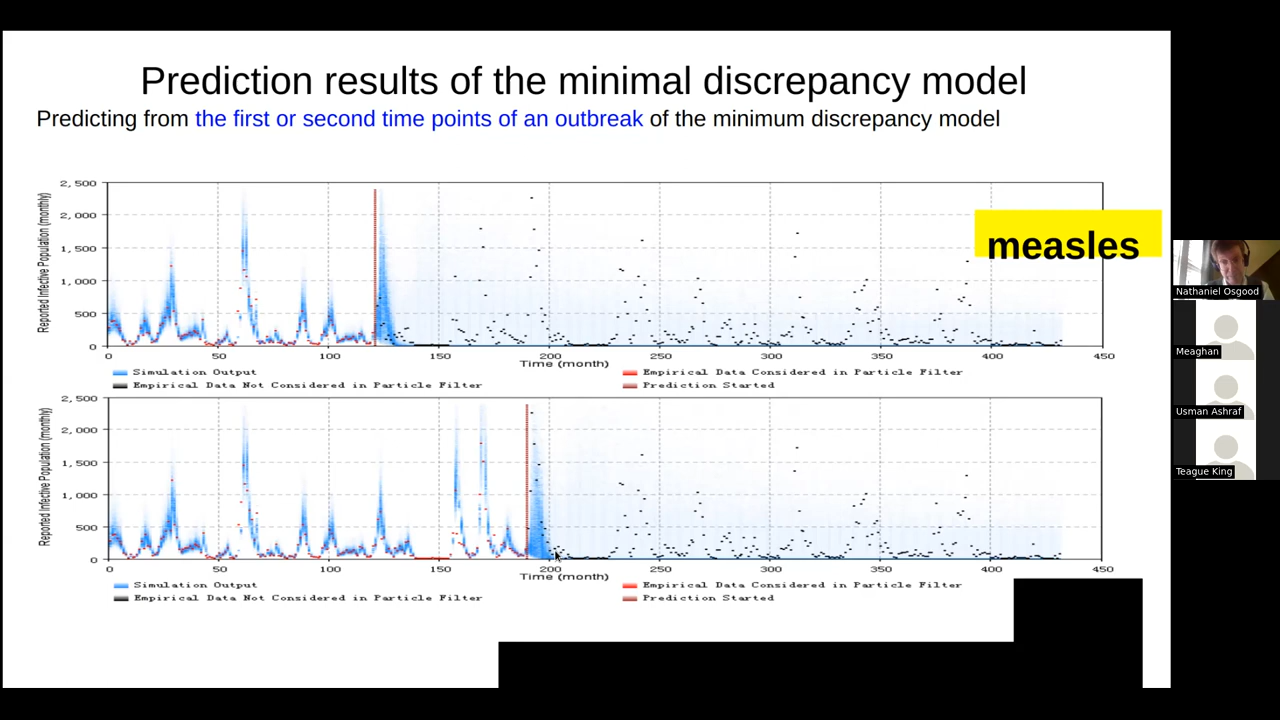 Prediction results of the minimal discrepancy model
Predicting from the first or second time points of an outbreak of the minimum discrepancy model
measles
Reported Infective Population (monthly)
2,500
2,000
1,500
1,000
500
0
0 50 100 150 200 250 300 350 400 450
Time (month)
Simulation Output
Empirical Data Considered in Particle Filter
Empirical Data Not Considered in Particle Filter
Prediction Started
Reported Infective Population (monthly)
2,500
2,000
1,500
1,000
500
0
0 50 100 150 200 250 300 350 400 450
Time (month)
Simulation Output
Empirical Data Considered in Particle Filter
Empirical Data Not Considered in Particle Filter
Prediction Started
Nathaniel Osgood
Meaghan
Usman Ashraf
Teague King